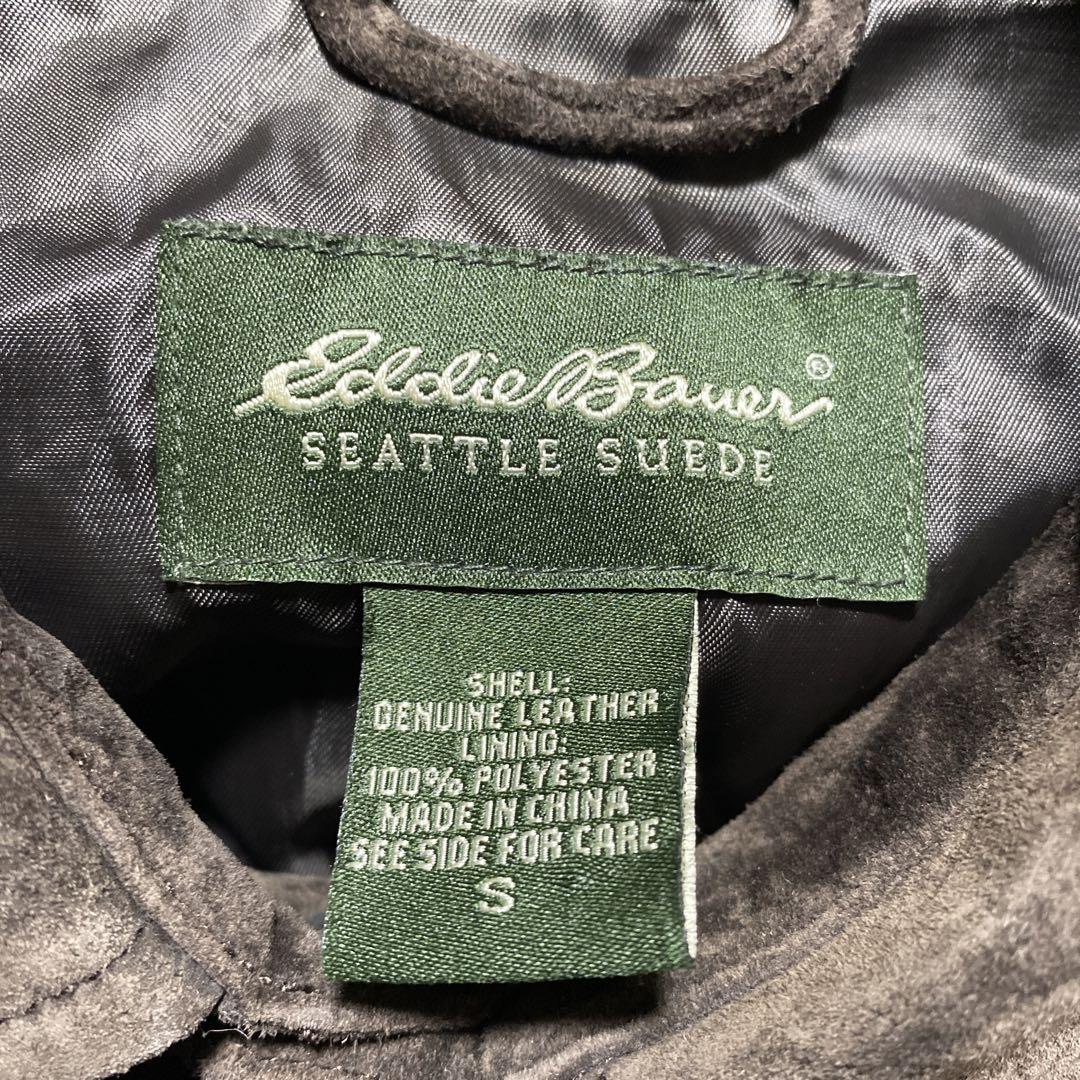 Eddie Bauer®
SEATTLE SUEDE
SHELL:
GENUINE LEATHER
LINING:
100% POLYESTER
MADE IN CHINA
SEE SIDE FOR CARE
S